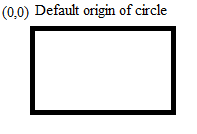 (0,0) Default origin of circle